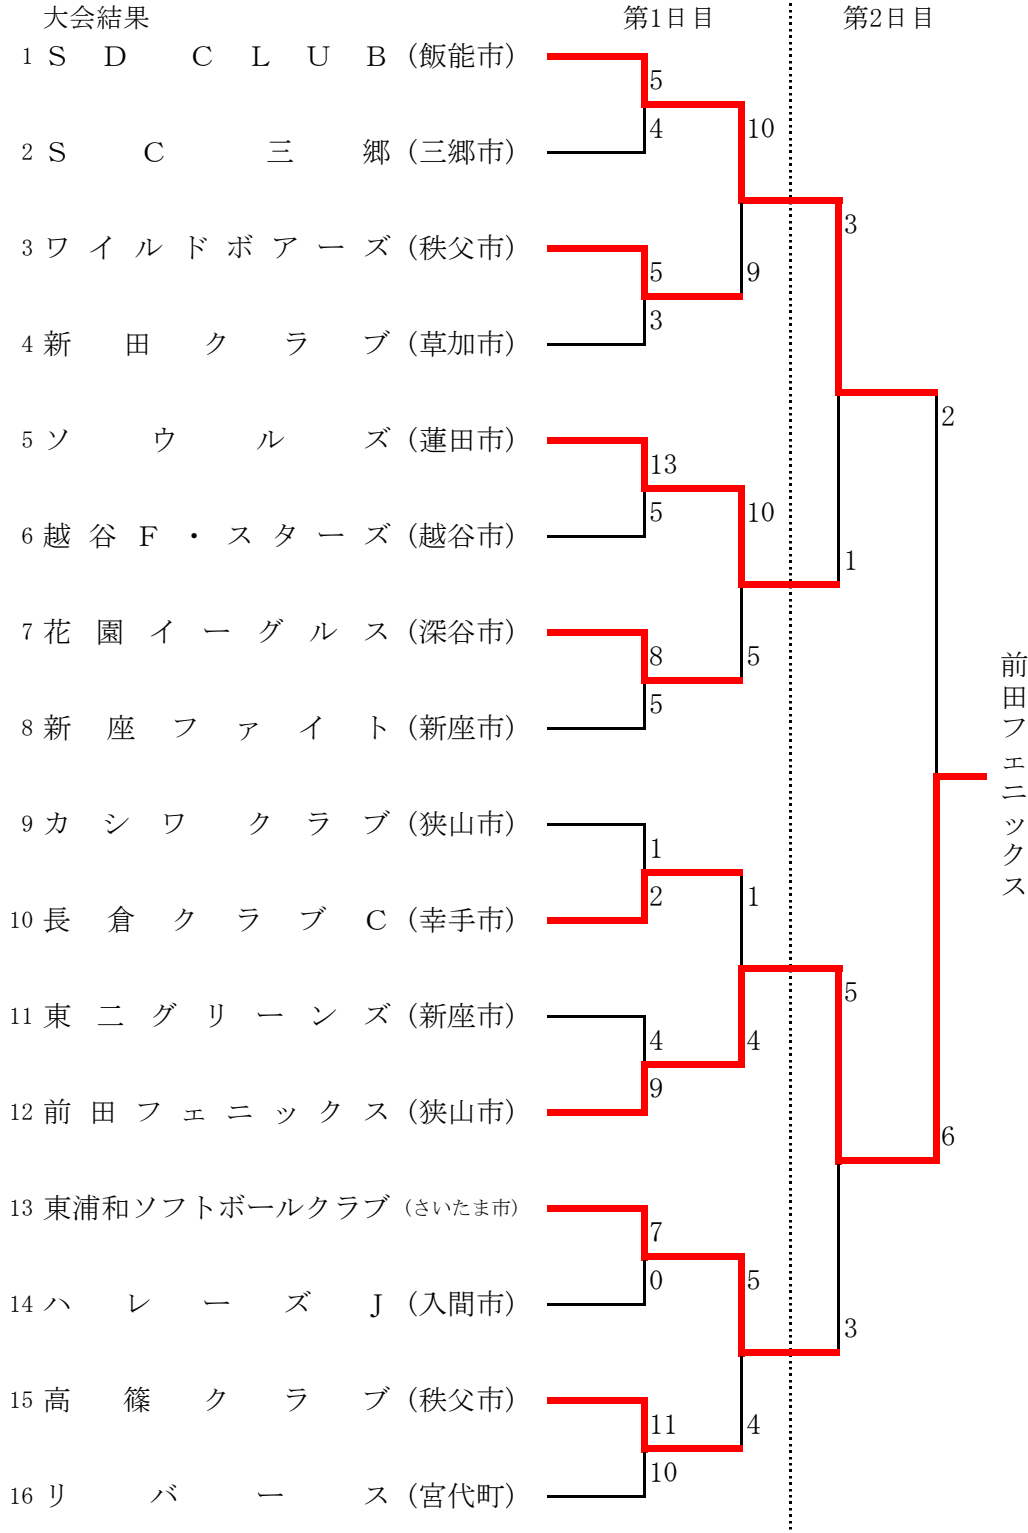 大会結果 第1日目 第2日目
1 ＳＤ ＣＬＵＢ (飯能市)
5
4
10
2 ＳＣ三郷 (三郷市)
3
3 ワイルドボアーズ (秩父市)
5
9
3
4 新田クラブ (草加市)
2
5 ソウルズ (蓮田市)
13
5
10
6 越谷Ｆ・スターズ (越谷市)
1
7 花園イーグルス (深谷市)
8
5
5
8 新座ファイト (新座市)
前田フェニックス
9 カシワ クラブ (狭山市)
1
2
1
10 長倉クラブＣ (幸手市)
5
11 東二グリーンズ (新座市)
4
4
9
12 前田フェニックス (狭山市)
6
13 東浦和ソフトボールクラブ (さいたま市)
7
0
5
14 ハレーズＪ (入間市)
3
15 高篠クラブ (秩父市)
11
4
10
16 リバース (宮代町)